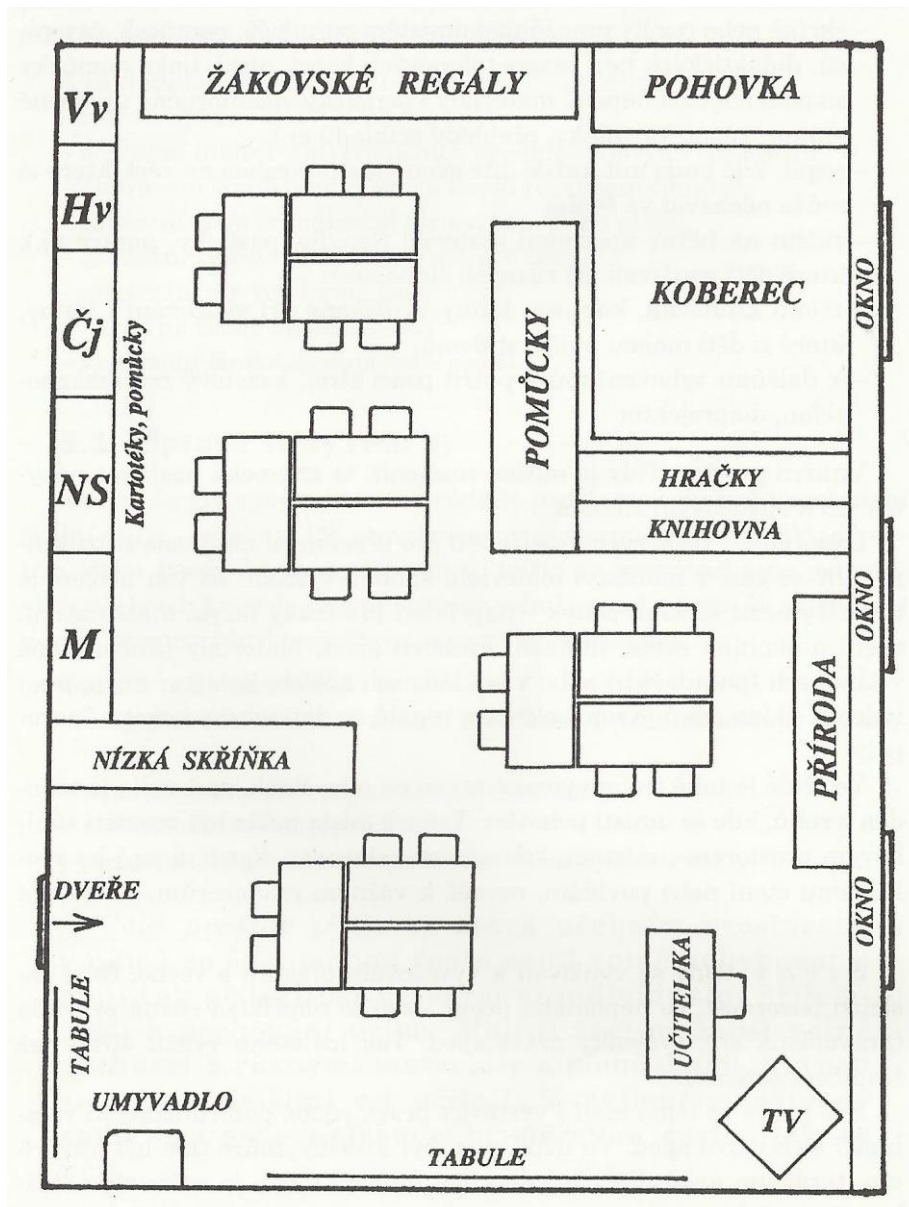 Vv
ŽÁKOVSKÉ REGÁLY
POHOVKA
Hv
Čj
NS
M
Kartotéky, pomůcky
POMŮCKY
KOBEREC
OKNO
HRAČKY
KNIHOVNA
OKNO
PŘÍRODA
NÍZKÁ SKŘÍŇKA
DVEŘE
OKNO
TABULE
UČITELKA
UMYVADLO
TABULE
TV